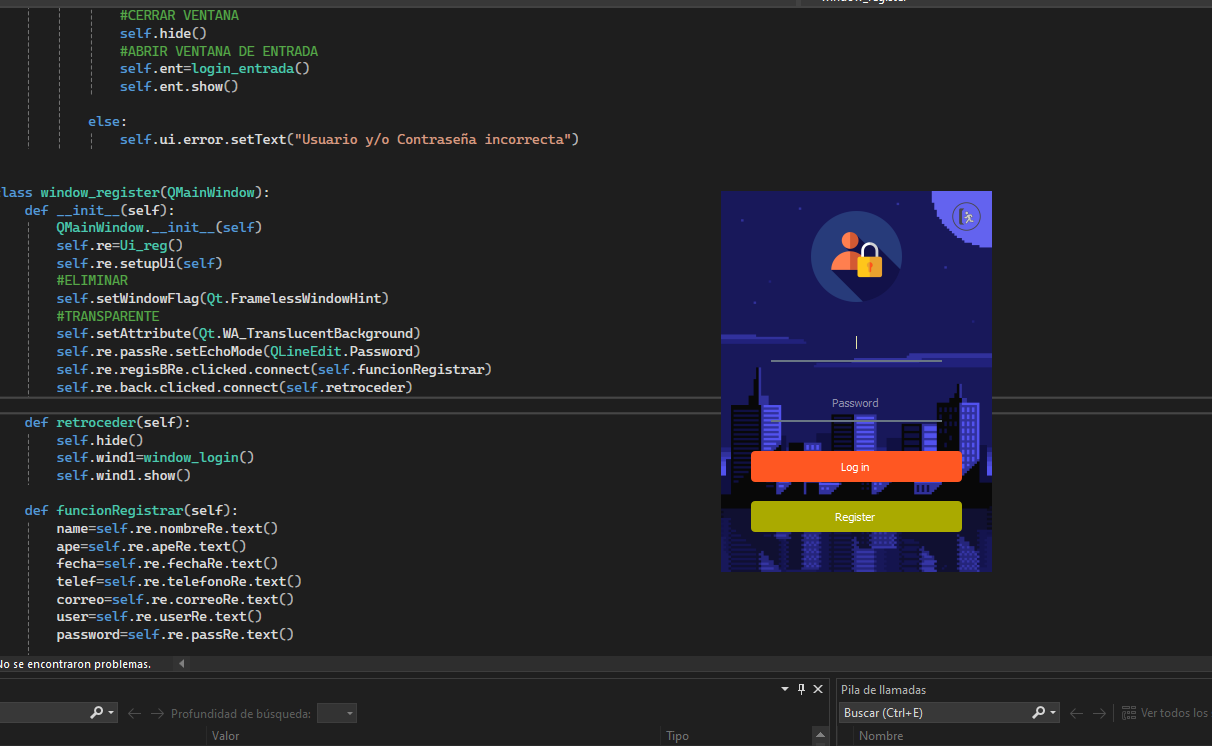 #CERRAR VENTANA
self.hide()
#ABRIR VENTANA DE ENTRADA
self.ent=login_entrada()
self.ent.show()
else:
self.ui.error.setText("Usuario y/o Contraseña incorrecta")
lass window_register(QMainWindow):
def __init__(self):
QMainWindow.__init__(self)
self.re=Ui_reg()
self.re.setupUi(self)
#ELIMINAR
self.setWindowFlag(Qt.FramelessWindowHint)
#TRANSPARENTE
self.setAttribute(Qt.WA_TranslucentBackground)
self.re.passRe.setEchoMode(QLineEdit.Password)
self.re.regisBRe.clicked.connect(self.funcionRegistrar)
self.re.back.clicked.connect(self.retroceder)
def retroceder(self):
self.hide()
self.wind1=window_login()
self.wind1.show()
def funcionRegistrar(self):
name=self.re.nombreRe.text()
ape=self.re.apeRe.text()
fecha=self.re.fechaRe.text()
telef=self.re.telefonoRe.text()
correo=self.re.correoRe.text()
user=self.re.userRe.text()
password=self.re.passRe.text()
Password
Log in
Register
No se encontraron problemas.
Profundidad de búsqueda:
Valor
Tipo
Pila de llamadas
Buscar (Ctrl+E)
Ver todos los
Nombre